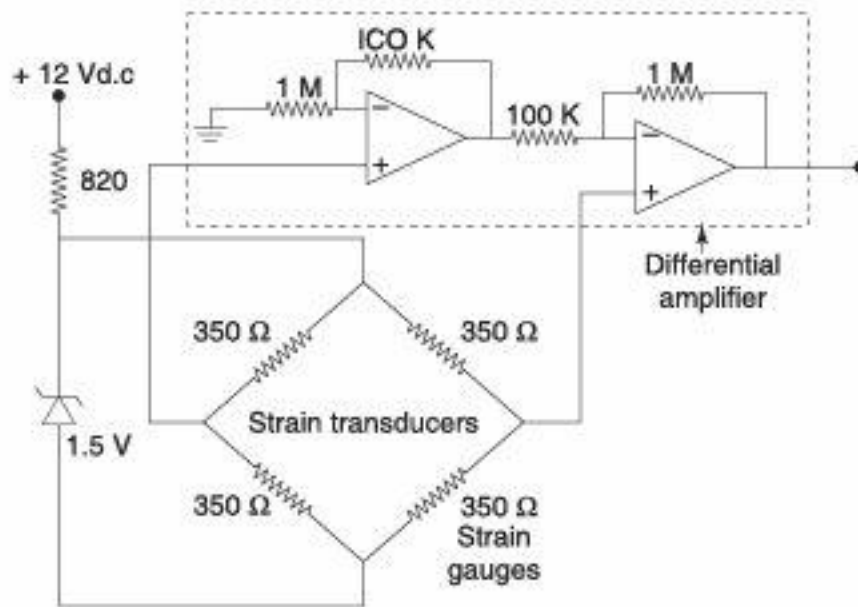 ICO K
+ 12 Vd.c
1 M
1 M
100 K
820
Differential
amplifier
350 Ω
350 Ω
Strain transducers
1.5 V
350 Ω
350 Ω
Strain
gauges